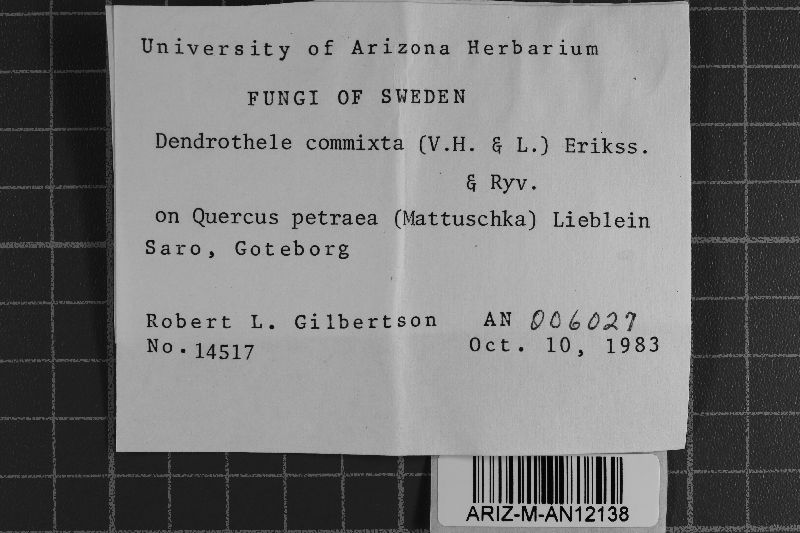 University of Arizona Herbarium
FUNGI OF SWEDEN
Dendrothele commixta (V.H. & L.) Erikss.
& Ryv.
on Quercus petraea (Mattuschka) Lieblein
Saro, Goteborg
Robert L. Gilbertson AN 006027
No. 14517 Oct. 10, 1983
ARIZ-M-AN12138